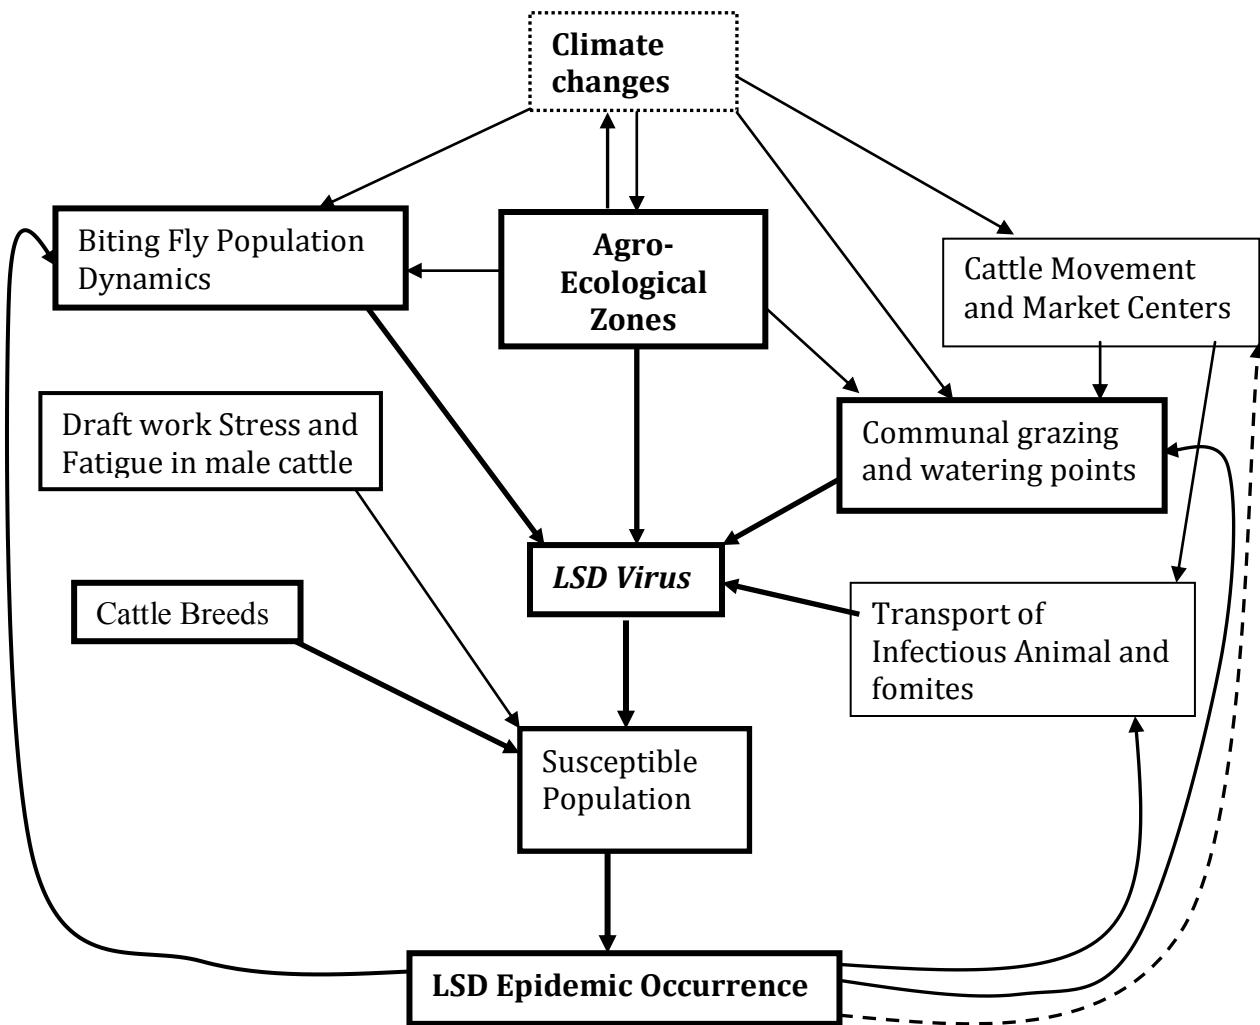 Climate
changes
Biting Fly Population
Dynamics
Agro-
Ecological
Zones
Cattle Movement
and Market Centers
Draft work Stress and
Fatigue in male cattle
Communal grazing
and watering points
LSD Virus
Cattle Breeds
Transport of
Infectious Animal and
fomites
Susceptible
Population
LSD Epidemic Occurrence